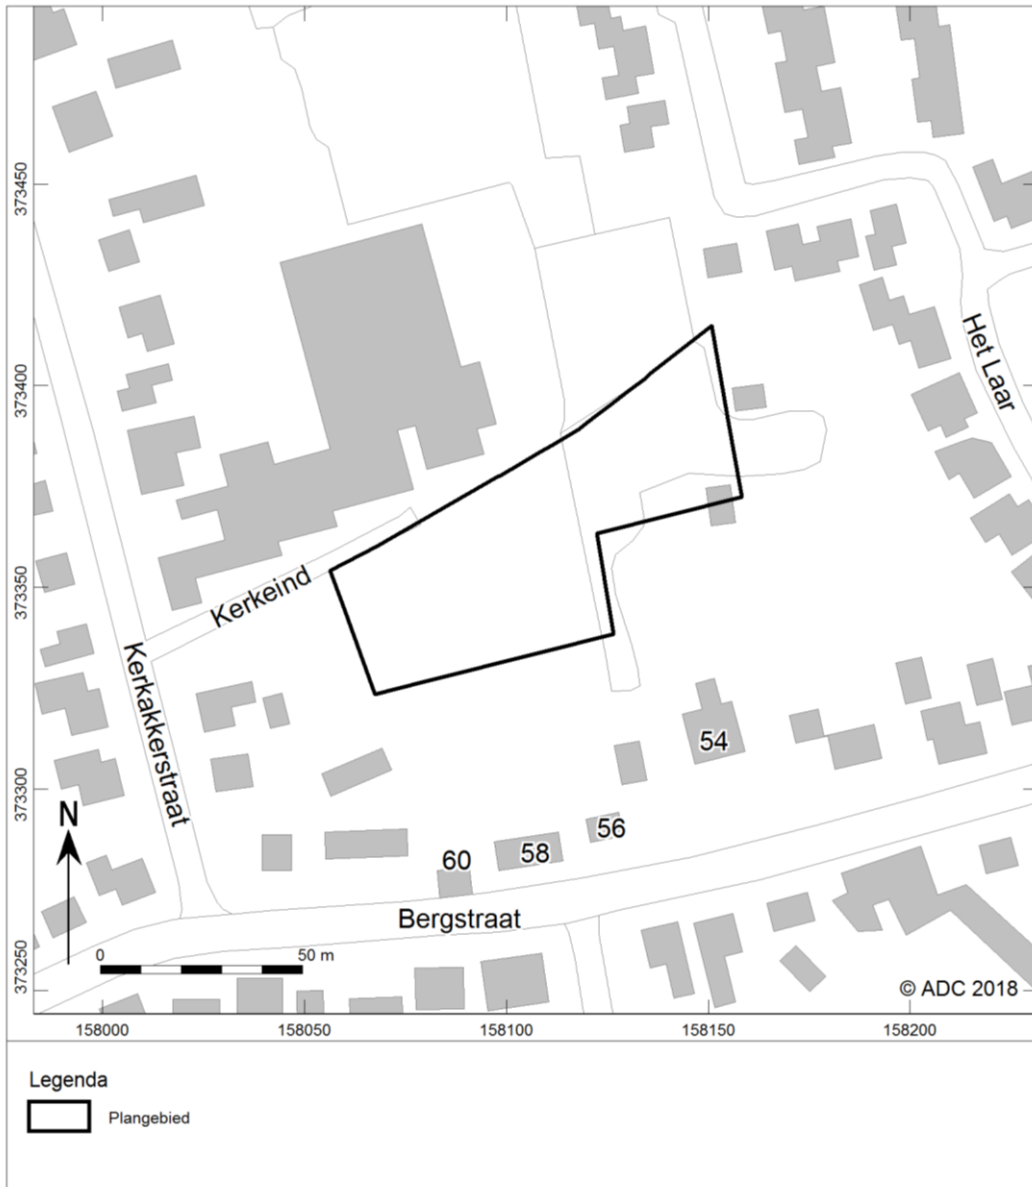 373450
373400
373350
373300
373250
Het Laar
Kerkeind
Kerkakkerstraat
54
56
58
60
N
Bergstraat
0 50 m
© ADC 2018
158000 158050 158100 158150 158200
Legenda
Plangebied